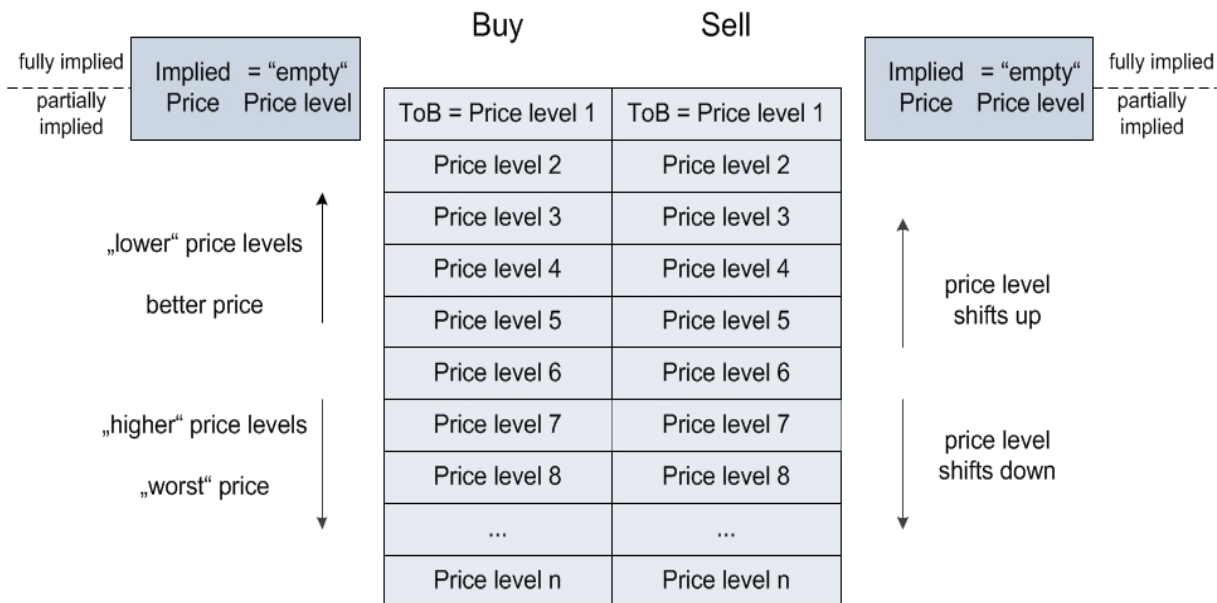 Buy
Sell
fully implied
partially
implied
Implied = “empty“
Price Price level
Implied = “empty“
Price Price level
fully implied
partially
implied
ToB = Price level 1
ToB = Price level 1
Price level 2
Price level 2
Price level 3
Price level 3
Price level 4
Price level 4
Price level 5
Price level 5
Price level 6
Price level 6
Price level 7
Price level 7
Price level 8
Price level 8
...
...
Price level n
Price level n
„lower“ price levels
better price
„higher“ price levels
„worst“ price
price level
shifts up
price level
shifts down